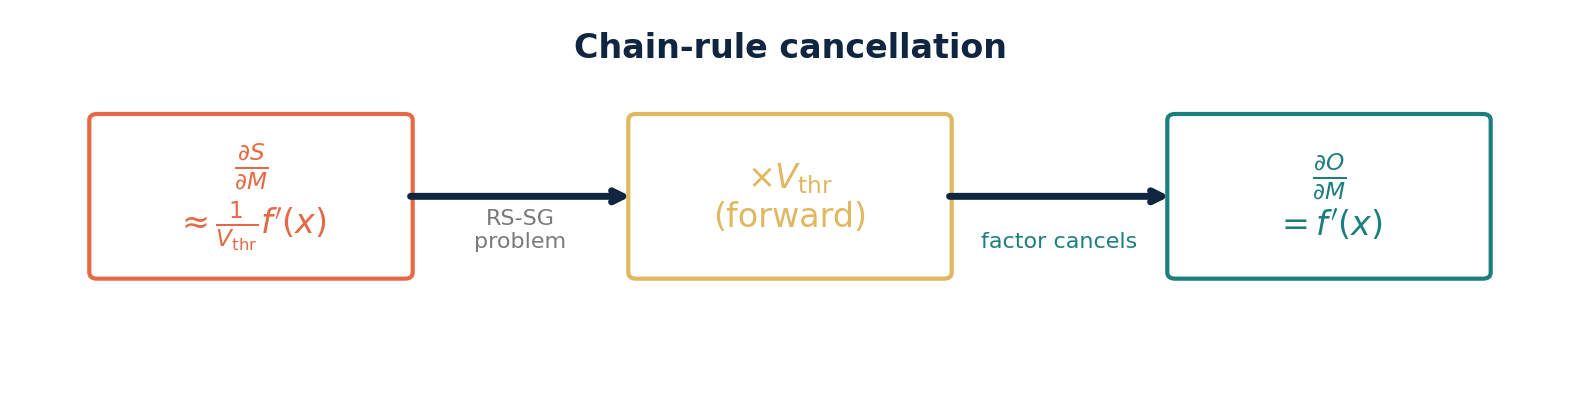 Chain-rule cancellation
∂S/∂M
≈ 1/V_thr f′(x)
RS-SG
problem
×V_thr
(forward)
factor cancels
∂O/∂M
= f′(x)